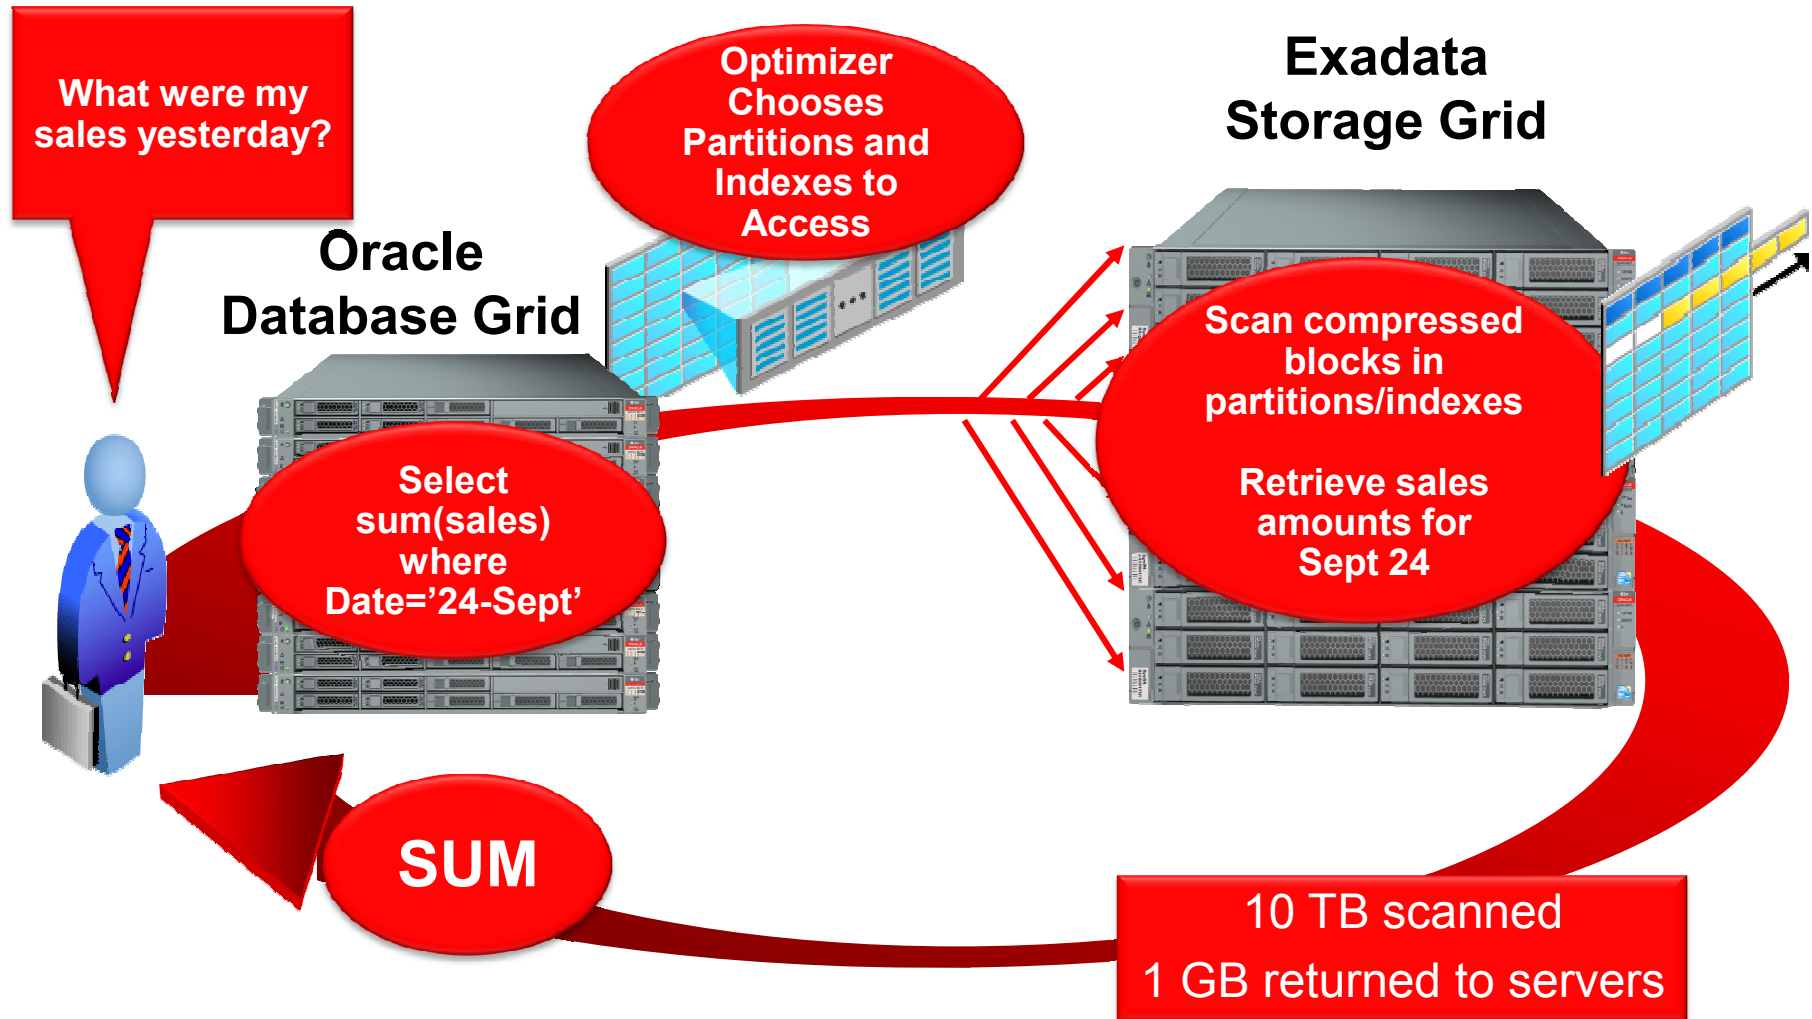 What were my
sales yesterday?
Optimizer
Chooses
Partitions and
Indexes to
Access
Exadata
Storage Grid
Oracle
Database Grid
Scan compressed
blocks in
partitions/indexes
Retrieve sales
amounts for
Sept 24
Select
sum(sales)
where
Date=’24-Sept’
SUM
10 TB scanned
1 GB returned to servers